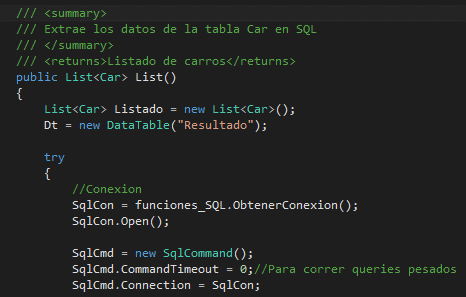 /// <summary>
/// Extrae los datos de la tabla Car en SQL
/// </summary>
/// <returns>Listado de carros</returns>
public List<Car> List()
{
List<Car> Listado = new List<Car>();
Dt = new DataTable("Resultado");
try
{
//Conexion
SqlCon = funciones_SQL.ObtenerConexion();
SqlCon.Open();
SqlCmd = new SqlCommand();
SqlCmd.CommandTimeout = 0;//Para correr queries pesados
SqlCmd.Connection = SqlCon;